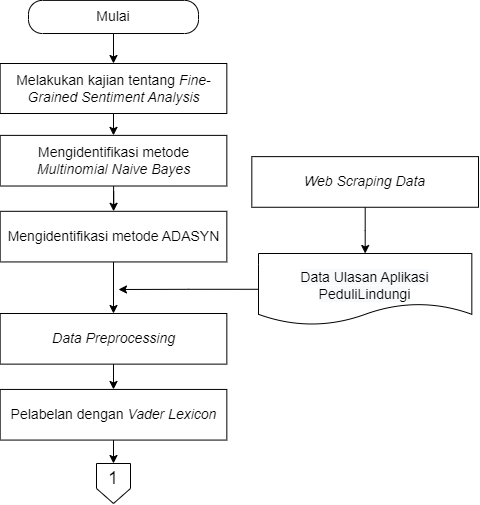 Mulai
Melakukan kajian tentang Fine-
Grained Sentiment Analysis
Mengidentifikasi metode
Multinomial Naive Bayes
Web Scraping Data
Mengidentifikasi metode ADASYN
Data Ulasan Aplikasi
PeduliLindungi
Data Preprocessing
Pelabelan dengan Vader Lexicon
1